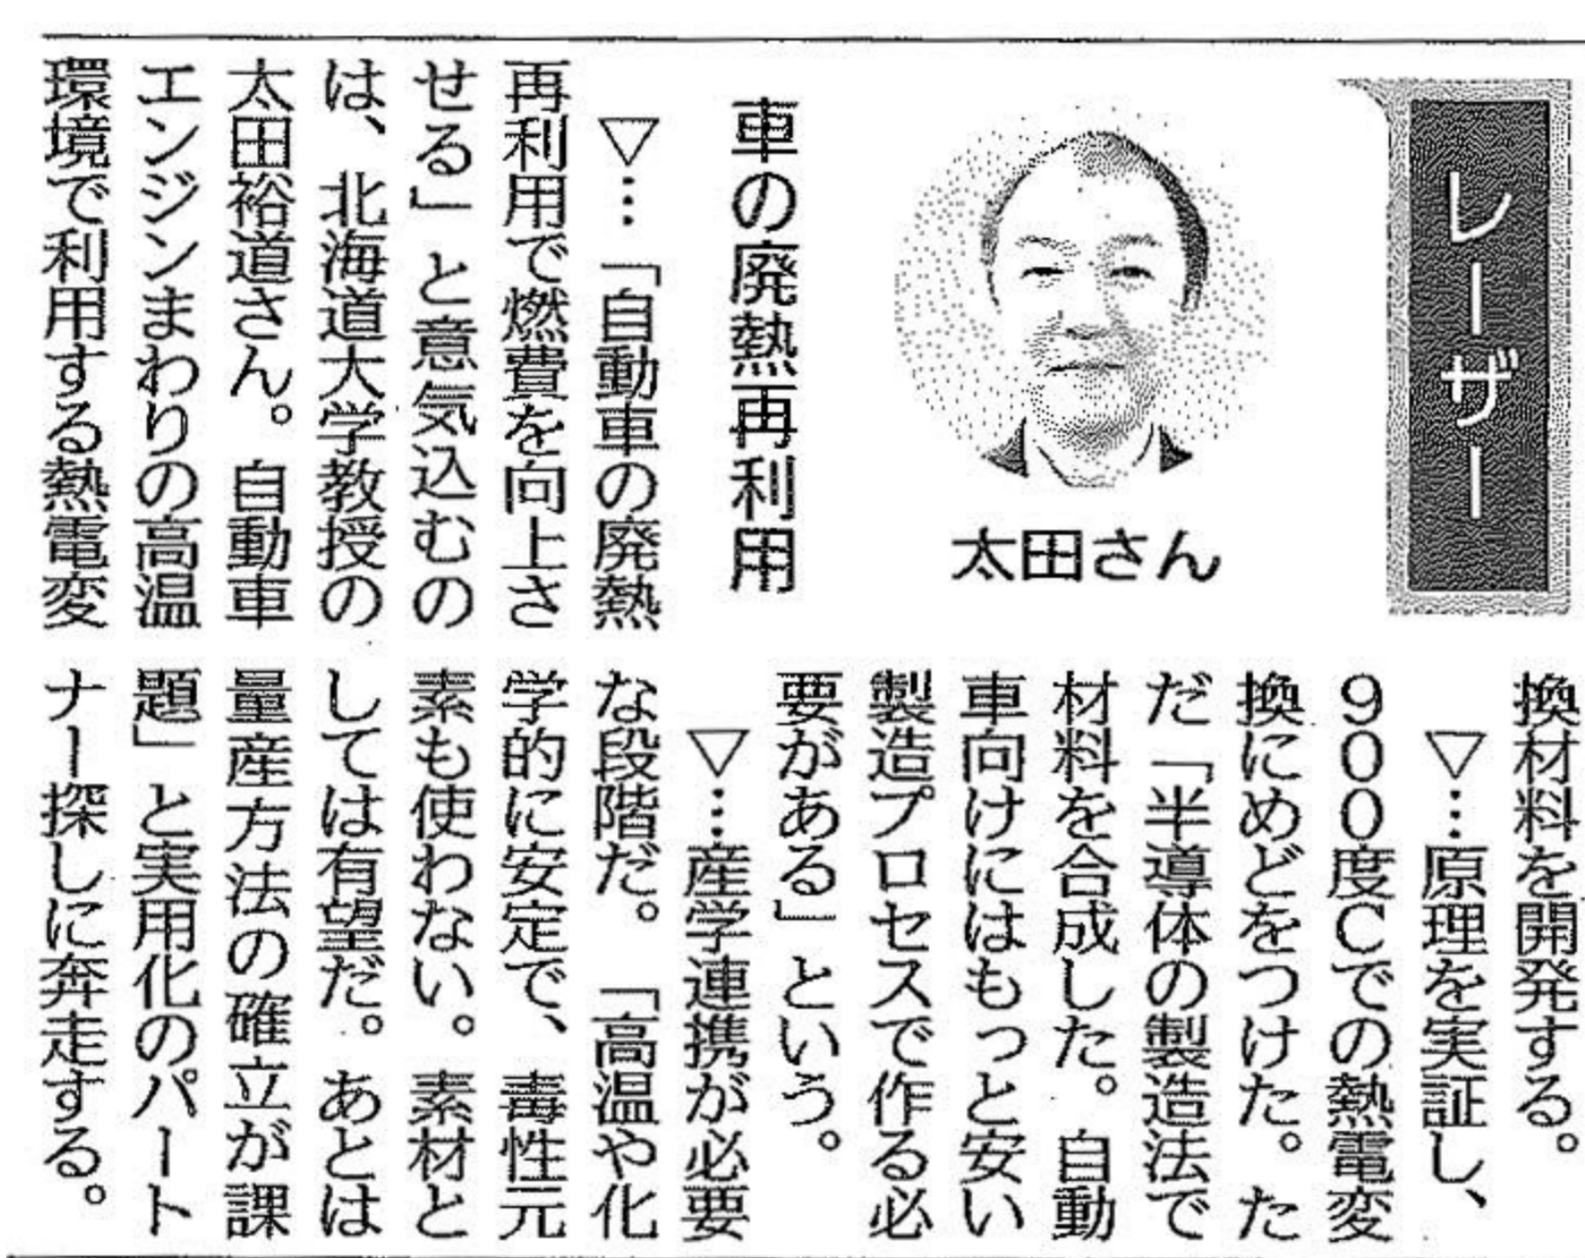 レーザー
太田さん
車の廃熱再利用
▽…「自動車の廃熱
再利用で燃費を向上さ
せる」と意気込むの
は、北海道大学教授の
太田裕道さん。自動車
エンジンまわりの高温
環境で利用する熱電変
換材料を開発する。
▽…原理を実証し、
900度Cでの熱電変
換にめどをつけた。た
だ「半導体の製造法で
材料を合成した。自動
車向けにはもっと安い
製造プロセスで作る必
要がある」という。
▽…産学連携が必要
な段階だ。「高温や化
学的に安定で、毒性元
素も使わない。素材と
しては有望だ。あとは
量産方法の確立が課
題」と実用化のパート
ナー探しに奔走する。